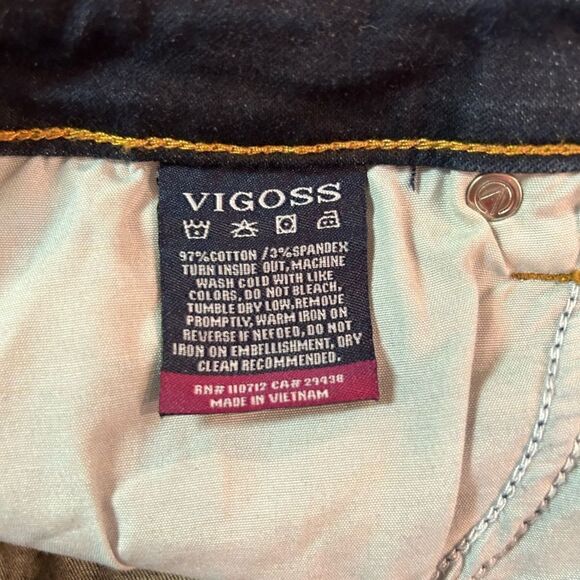 VIGOSS
97%COTTON /3%SPANDEX
TURN INSIDE OUT, MACHINE
WASH COLD WITH LIKE
COLORS, DO NOT BLEACH,
TUMBLE DRY LOW, REMOVE
PROMPTLY, WARM IRON ON
REVERSE IF NEEDED, DO NOT
IRON ON EMBELLISHMENT, DRY
CLEAN RECOMMENDED.
RN# 110712 CA# 29438
MADE IN VIETNAM